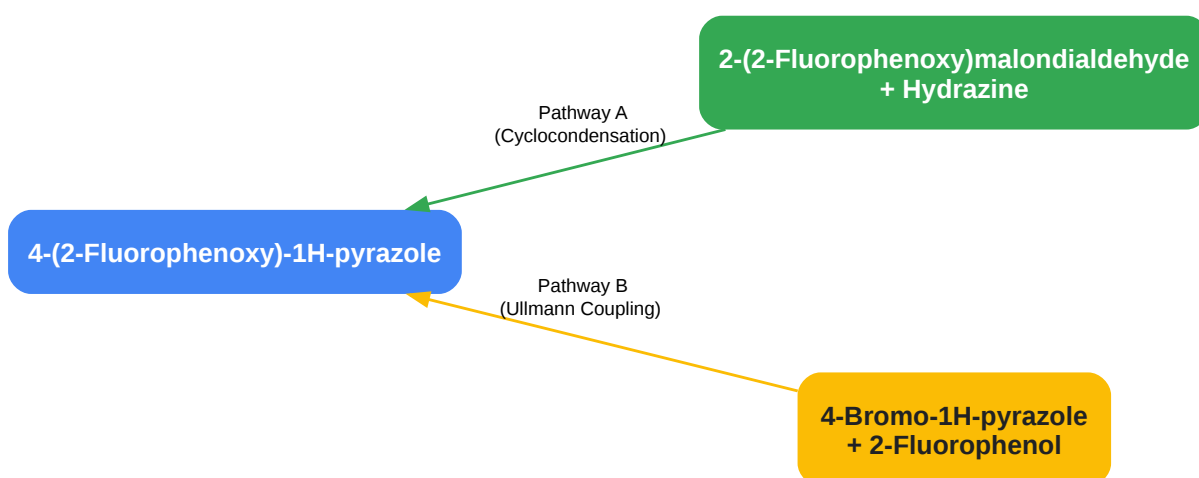 2-(2-Fluorophenoxy)malondialdehyde
+ Hydrazine
Pathway A
(Cyclocondensation)
4-(2-Fluorophenoxy)-1H-pyrazole
Pathway B
(Ullmann Coupling)
4-Bromo-1H-pyrazole
+ 2-Fluorophenol